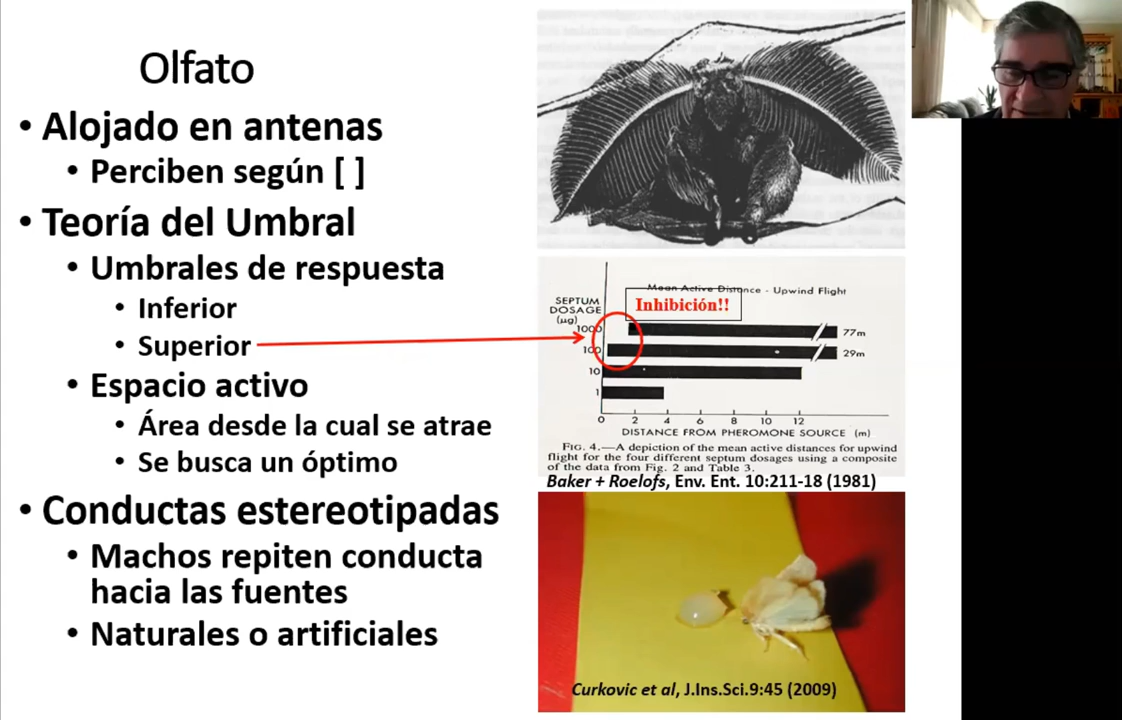 Olfato
• Alojado en antenas
• Perciben según [ ]
• Teoría del Umbral
• Umbrales de respuesta
• Inferior
• Superior
• Espacio activo
• Área desde la cual se atrae
• Se busca un óptimo
• Conductas estereotipadas
• Machos repiten conducta
hacia las fuentes
• Naturales o artificiales
Mean Active Distance - Upwind Flight
SEPTUM
DOSAGE
(µg)
Inhibición!!
1000
77m
100
29m
10
1
0 2 4 6 8 10 12
DISTANCE FROM PHEROMONE SOURCE (m)
FIG. 4.—A depiction of the mean active distances for upwind
flight for the four different septum dosages using a composite
of the data from Fig. 2 and Table 3.
Baker + Roelofs, Env. Ent. 10:211-18 (1981)
Curkovic et al, J.Ins.Sci.9:45 (2009)